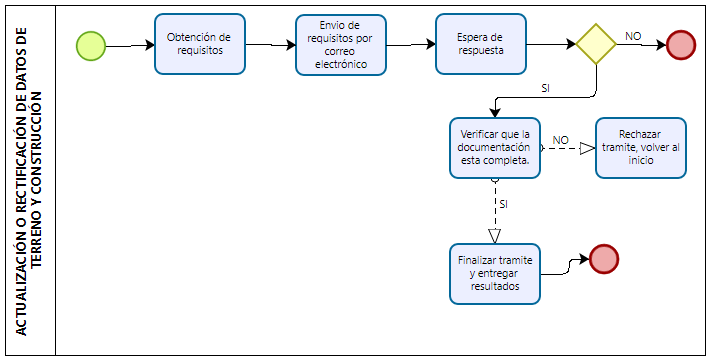 ACTUALIZACIÓN O RECTIFICACIÓN DE DATOS DE
TERRENO Y CONSTRUCCIÓN
Obtención de
requisitos
Envio de
requisitos por
correo
electrónico
Espera de
respuesta
NO
SI
Verificar que la
documentación
esta completa.
NO
Rechazar
tramite, volver al
inicio
SI
Finalizar tramite
y entregar
resultados